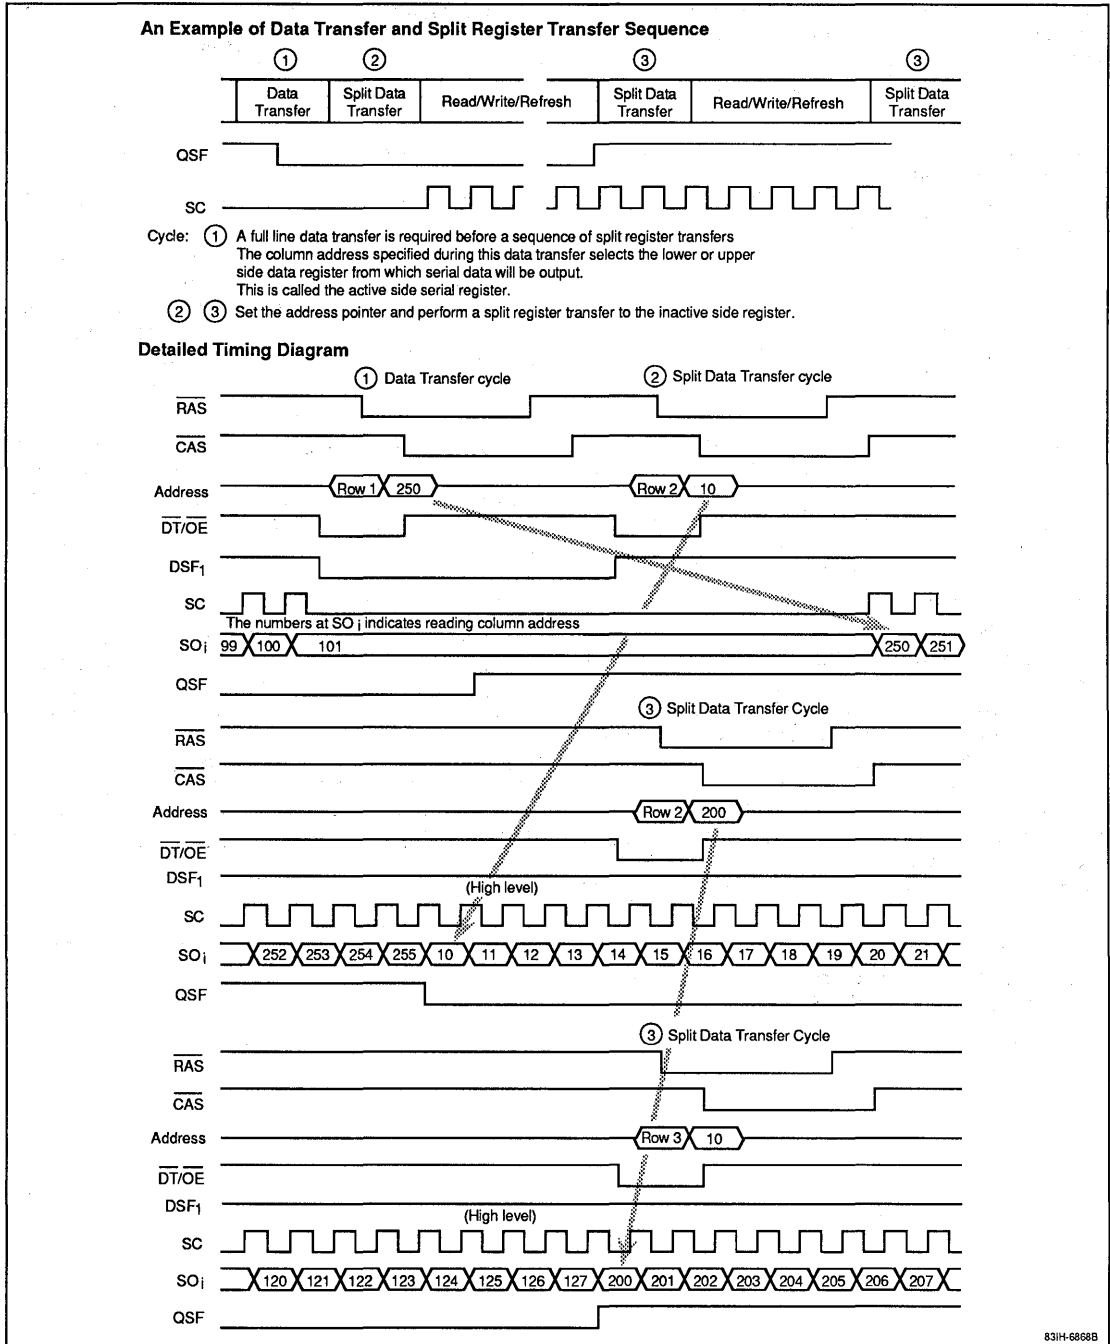 An Example of Data Transfer and Split Register Transfer Sequence
① ② ③ ③
Data Transfer Split Data Transfer Read/Write/Refresh Split Data Transfer Read/Write/Refresh Split Data Transfer
QSF
SC
Cycle: ① A full line data transfer is required before a sequence of split register transfers
The column address specified during this data transfer selects the lower or upper
side data register from which serial data will be output.
This is called the active side serial register.
② ③ Set the address pointer and perform a split register transfer to the inactive side register.
Detailed Timing Diagram
① Data Transfer cycle ② Split Data Transfer cycle
RAS
CAS
Address Row 1 250 Row 2 10
DT/OE
DSF1
SC
The numbers at SO i indicates reading column address
SO i 99 100 101 250 251
QSF
③ Split Data Transfer Cycle
RAS
CAS
Address Row 2 200
DT/OE
DSF1
(High level)
SC
SO i 252 253 254 255 10 11 12 13 14 15 16 17 18 19 20 21
QSF
③ Split Data Transfer Cycle
RAS
CAS
Address Row 3 10
DT/OE
DSF1
(High level)
SC
SO i 120 121 122 123 124 125 126 127 200 201 202 203 204 205 206 207
QSF
83IH-6868B